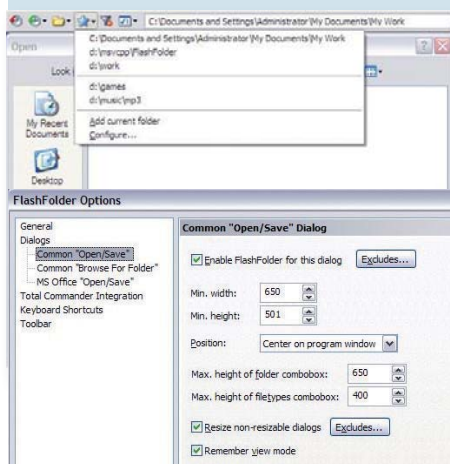 C:\Documents and Settings\Administrator\My Documents\My Work
C:\Documents and Settings\Administrator\My Documents\My Work
d:\msvcpp\FlashFolder
d:\work
d:\games
d:\music\mp3
Add current folder
Configure...
Open
Look
My Recent
Documents
Desktop
FlashFolder Options
General
Dialogs
Common "Open/Save"
Common "Browse For Folder"
MS Office "Open/Save"
Total Commander Integration
Keyboard Shortcuts
Toolbar
Common "Open/Save" Dialog
Enable FlashFolder for this dialog
Excludes...
Min. width: 650
Min. height: 501
Position: Center on program window
Max. height of folder combobox: 650
Max. height of filetypes combobox: 400
Resize non-resizable dialogs
Excludes...
Remember view mode